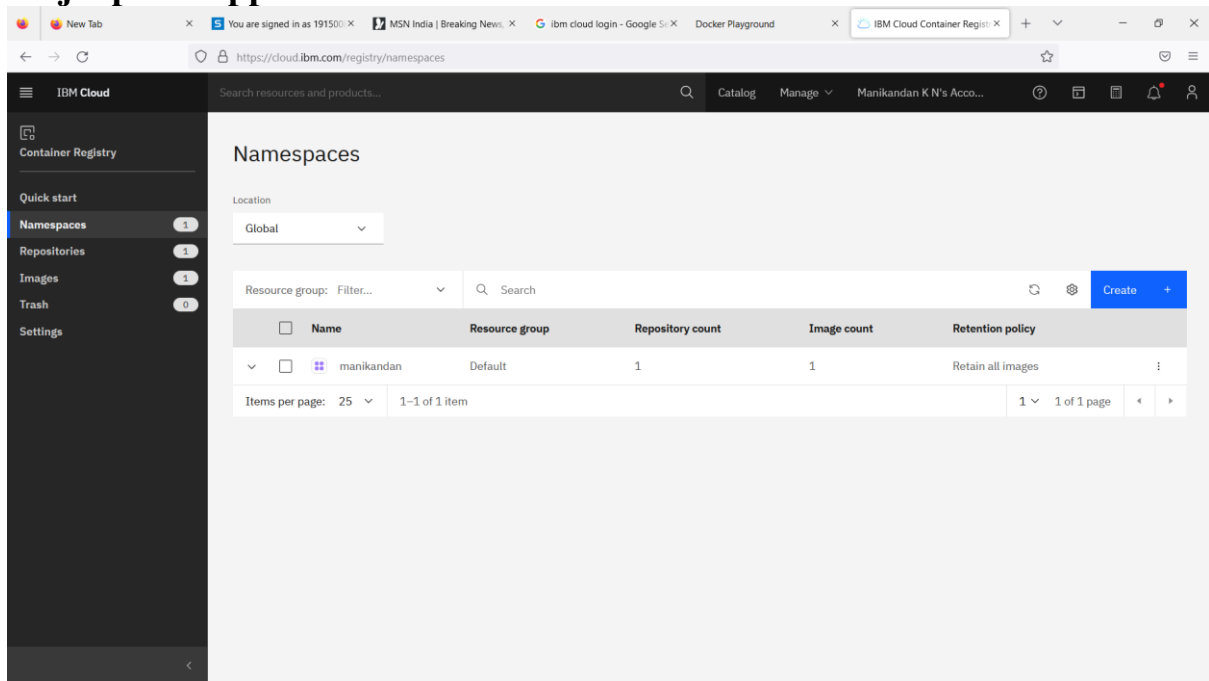 New Tab
You are signed in as 191500
MSN India | Breaking News,
ibm cloud login - Google Se
Docker Playground
IBM Cloud Container Regist
https://cloud.ibm.com/registry/namespaces
IBM Cloud
Search resources and products...
Catalog
Manage
Manikandan K N's Acco...
Container Registry
Quick start
Namespaces 1
Repositories 1
Images 1
Trash 0
Settings
Namespaces
Location
Global
Resource group: Filter...
Search
Create +
Name Resource group Repository count Image count Retention policy
manikandan Default 1 1 Retain all images
Items per page: 25 1–1 of 1 item 1 1 of 1 page